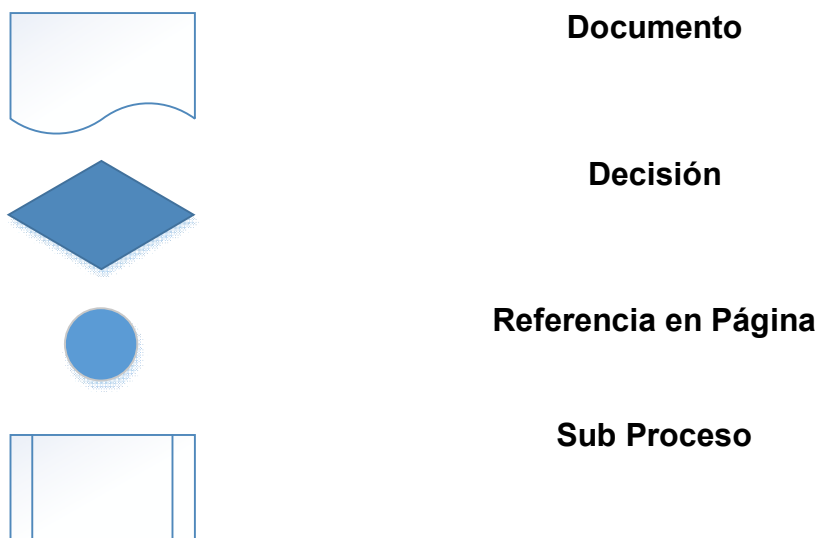 Documento
Decisión
Referencia en Página
Sub Proceso